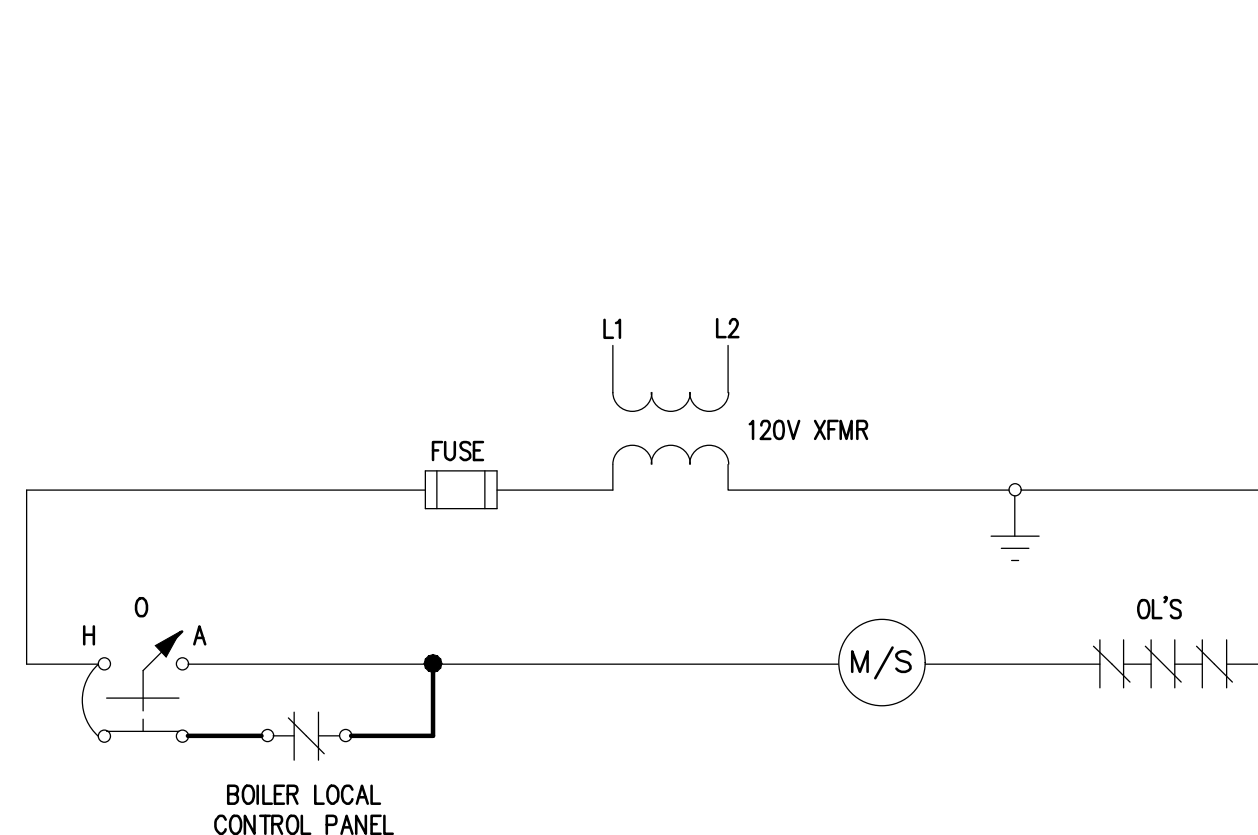 L1 L2
120V XFMR
FUSE
O
OL'S
H A
M/S
BOILER LOCAL
CONTROL PANEL